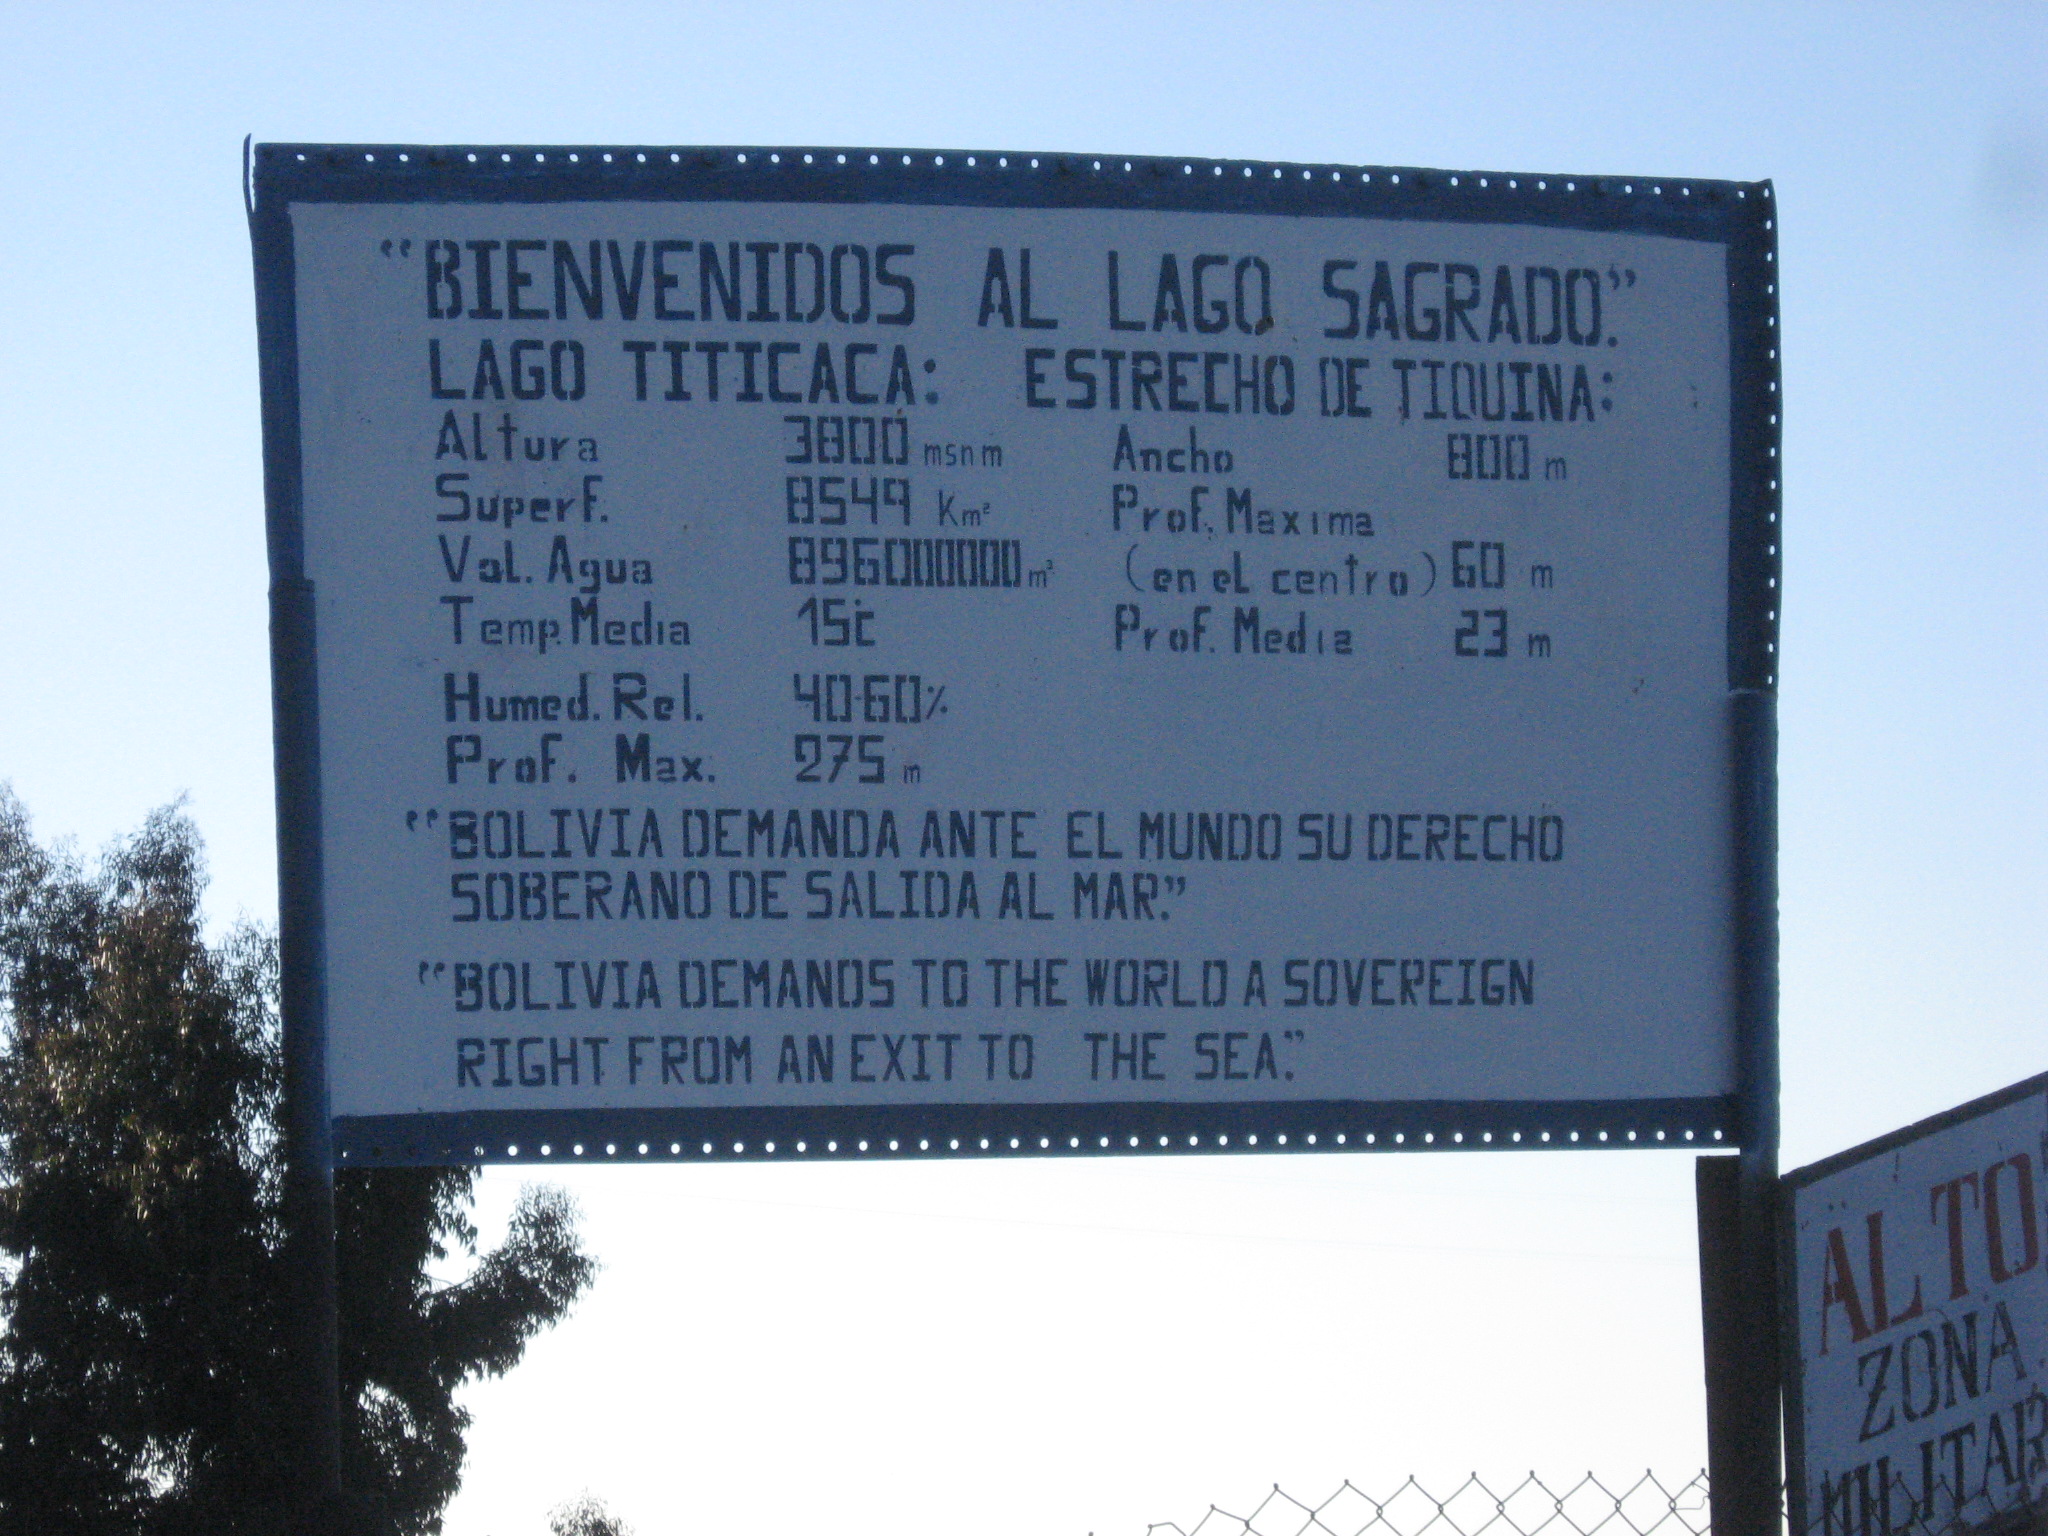 “BIENVENIDOS AL LAGO SAGRADO.”
LAGO TITICACA: ESTRECHO DE TIQUINA:
Altura 3800 msnm Ancho 800 m
Superf. 8549 Km² Prof. Maxima
Vol. Agua 896000000 m³ (en el centro) 60 m
Temp. Media 15c Prof. Media 23 m
Humed. Rel. 40-60%
Prof. Max. 275 m
“BOLIVIA DEMANDA ANTE EL MUNDO SU DERECHO
SOBERANO DE SALIDA AL MAR.”
“BOLIVIA DEMANDS TO THE WORLD A SOVEREIGN
RIGHT FROM AN EXIT TO THE SEA.”
ALTO
ZONA
MILITAR